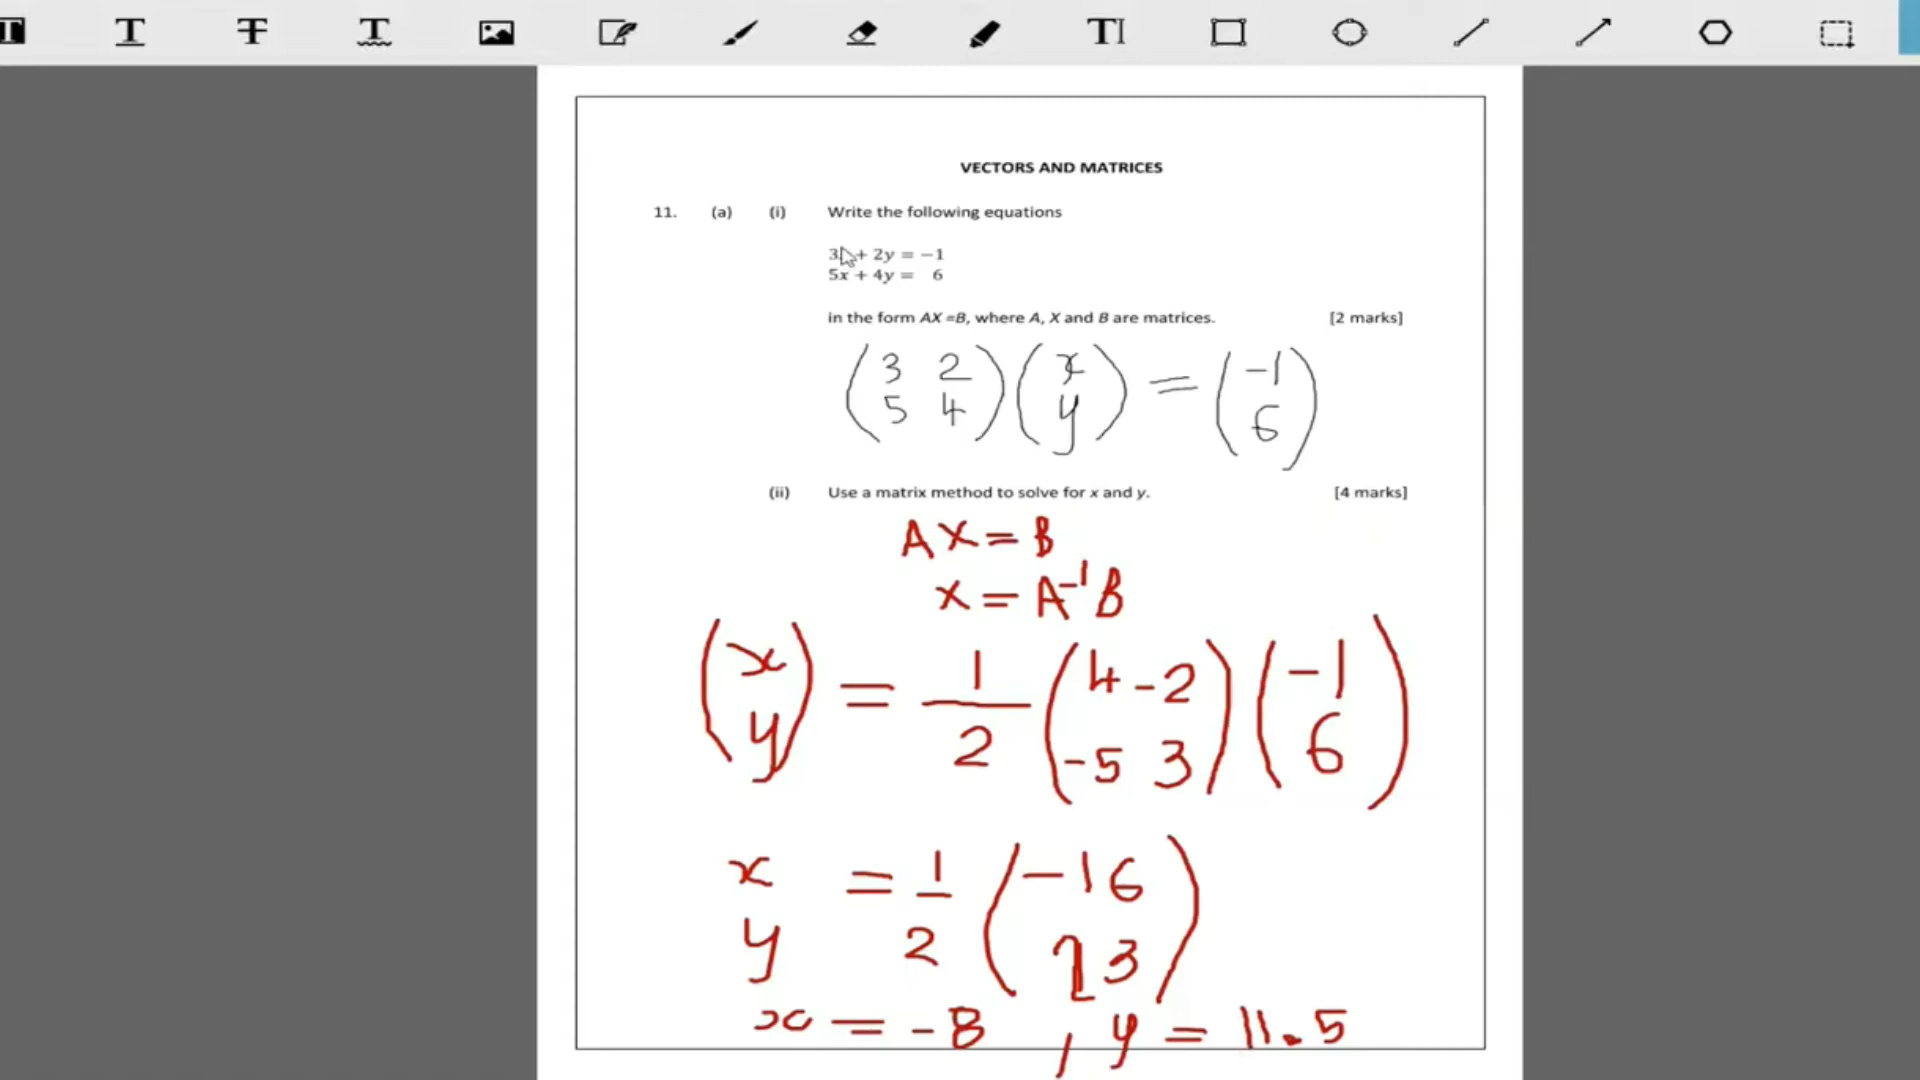 VECTORS AND MATRICES
11. (a) (i) Write the following equations
3 + 2y = −1
5x + 4y = 6
in the form AX =B, where A, X and B are matrices. [2 marks]
(3 2
5 4) (x
y) = (-1
6)
(ii) Use a matrix method to solve for x and y. [4 marks]
AX = B
X = A⁻¹B
(x
y) = 1/2 (4 -2
-5 3) (-1
6)
x
y = 1/2 (-16
23)
x = -8 , y = 11.5